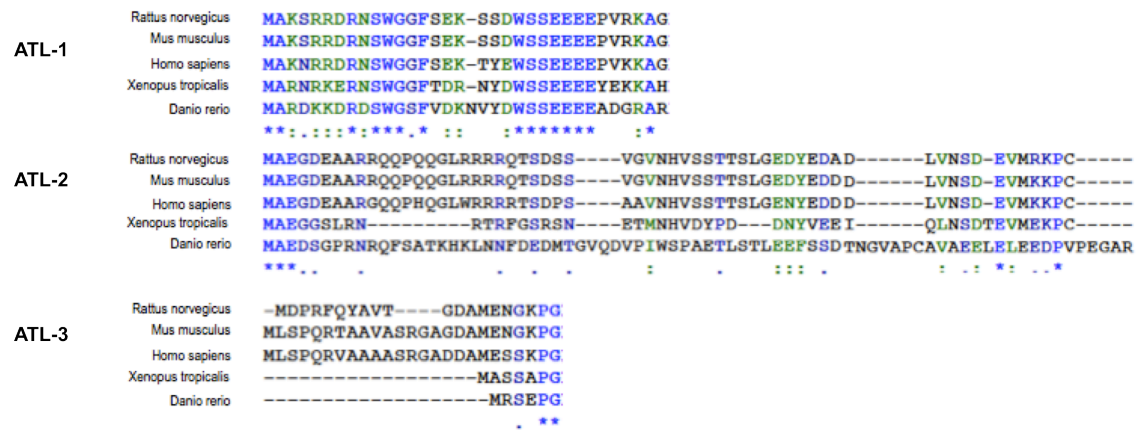 ATL-1
Rattus norvegicus MAKSRRDRNSWGGFSEK-SSDWSSEEEEPVRKAG
Mus musculus MAKSRRDRNSWGGFSEK-SSDWSSEEEEPVRKAG
Homo sapiens MAKNRRDRNSWGGFSEK-TYEWSSEEEEPVKKAG
Xenopus tropicalis MARNRKERNSWGGFTDR-NYDWSSEEEEPVKKAH
Danio rerio MARDKKDRDSWGSFVDKNVYDWSSEEEEADGRAR
**:.:::*:***.* ::   :*******   :*
ATL-2
Rattus norvegicus MAEGDEAARRQQPQQGLRRRRQTSDSS----VGVNHVSSTTSLGEDYEDAD------LVNSD-EVMRKPC-----
Mus musculus MAEGDEAARRQQPQQGLRRRRQTSDSS----VGVNHVSSTTSLGEDYEDDD------LVNSD-EVMKKPC-----
Homo sapiens MAEGDEAARGQQPHQGLWRRRRTSDPS----AAVNHVSSTTSLGENYEDDD------LVNSD-EVMKKPC-----
Xenopus tropicalis MAEGGSLRN---------RTRFGSRSN----ETMNHVDYPD---DNYVEEI------QLNSDTEVMEKPC-----
Danio rerio MAEDSGPRNRQFSATKHKLNNFDEDMTGVQDVPIWSPAETLSTLEEFSSDTNGVAPCAVAEELELEEDPVPEGAR
***..   .              .  .  .      :     .    ::: .         : .: *: ..*
ATL-3
Rattus norvegicus -MDPRFQYAVT----GDAMENGKPG
Mus musculus MLSPQRTAAVASRGAGDAMENGKPG
Homo sapiens MLSPQRVAAAASRGADDAMESSKPG
Xenopus tropicalis ------------------MASSAPG
Danio rerio -------------------MRSEPG
. **